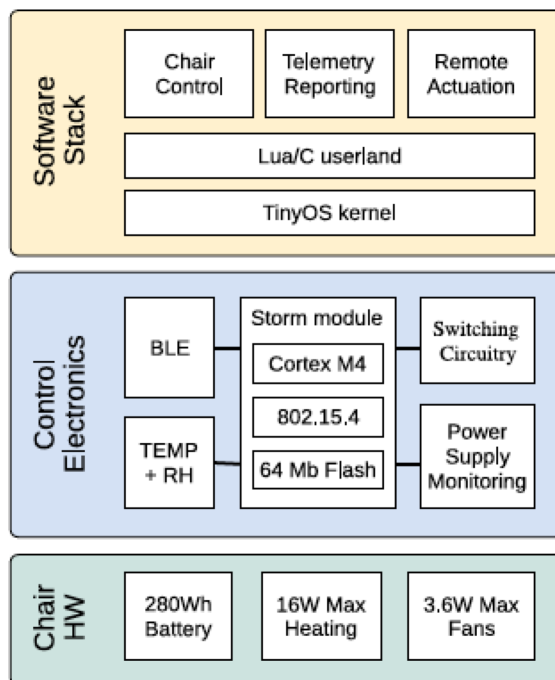 Software
Stack
Chair
Control
Telemetry
Reporting
Remote
Actuation
Lua/C userland
TinyOS kernel
Control
Electronics
BLE
TEMP
+ RH
Storm module
Cortex M4
802.15.4
64 Mb Flash
Switching
Circuitry
Power
Supply
Monitoring
Chair
HW
280Wh
Battery
16W Max
Heating
3.6W Max
Fans